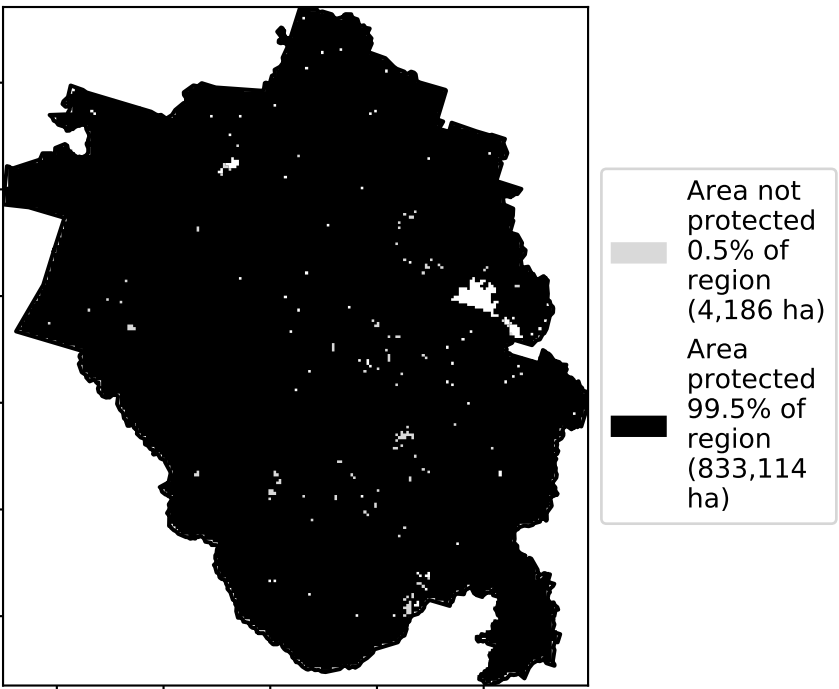 Area not
protected
0.5% of
region
(4,186 ha)
Area
protected
99.5% of
region
(833,114
ha)